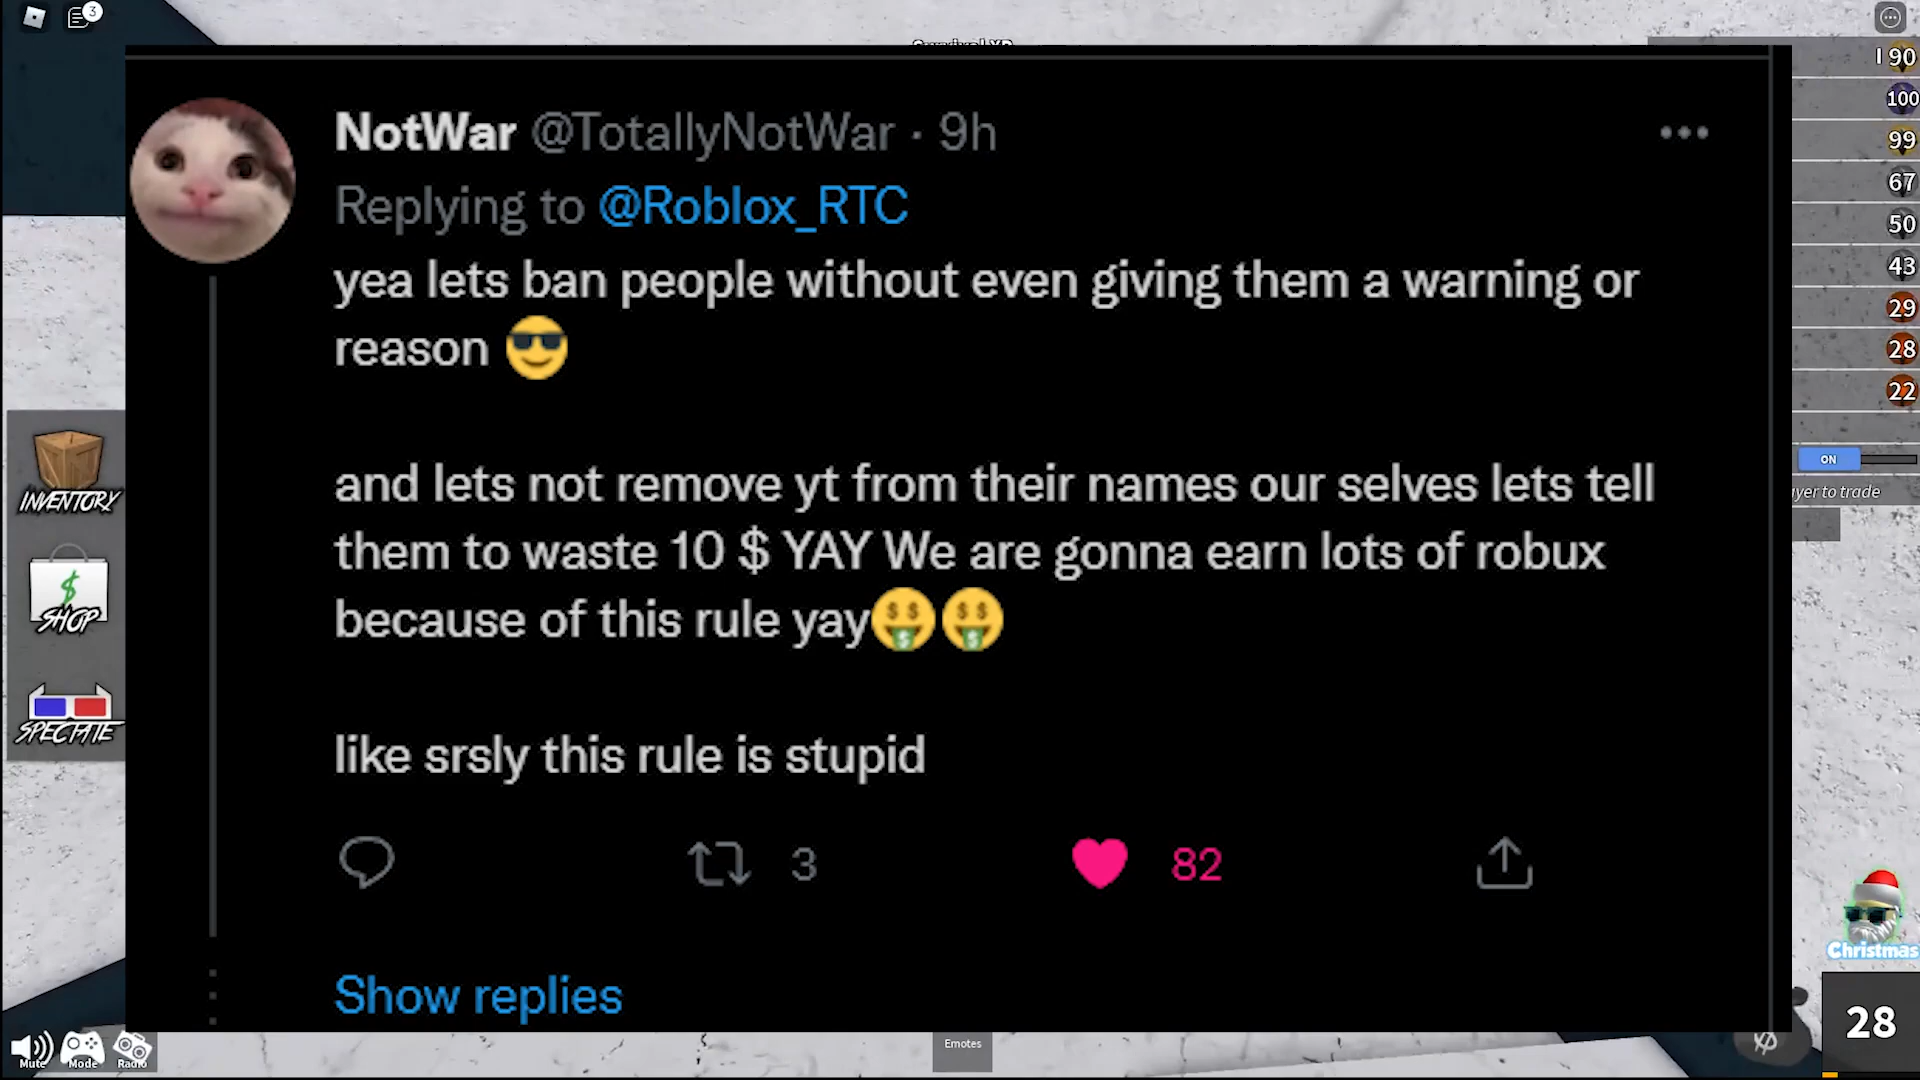 3
NotWar @TotallyNotWar · 9h
Replying to @Roblox_RTC
yea lets ban people without even giving them a warning or
reason 😎
and lets not remove yt from their names our selves lets tell
them to waste 10 $ YAY We are gonna earn lots of robux
because of this rule yay🤑🤑
like srsly this rule is stupid
3
82
Show replies
INVENTORY
$
SHOP
SPECTATE
90
100
99
67
50
43
29
28
22
ON
to trade
Christmas
28
XP
Mute
Mode
Radio
Emotes